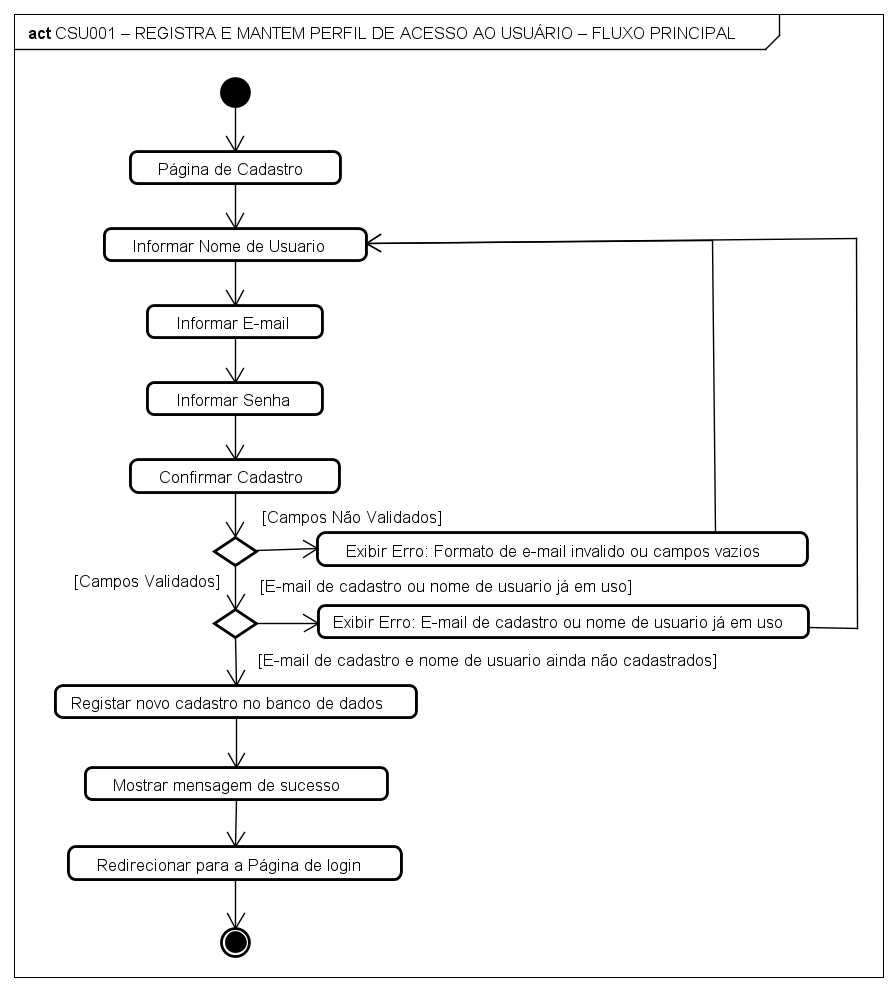 act CSU001 – REGISTRA E MANTEM PERFIL DE ACESSO AO USUÁRIO – FLUXO PRINCIPAL
Página de Cadastro
Informar Nome de Usuario
Informar E-mail
Informar Senha
Confirmar Cadastro
[Campos Não Validados]
Exibir Erro: Formato de e-mail invalido ou campos vazios
[Campos Validados]
[E-mail de cadastro ou nome de usuario já em uso]
Exibir Erro: E-mail de cadastro ou nome de usuario já em uso
[E-mail de cadastro e nome de usuario ainda não cadastrados]
Registar novo cadastro no banco de dados
Mostrar mensagem de sucesso
Redirecionar para a Página de login